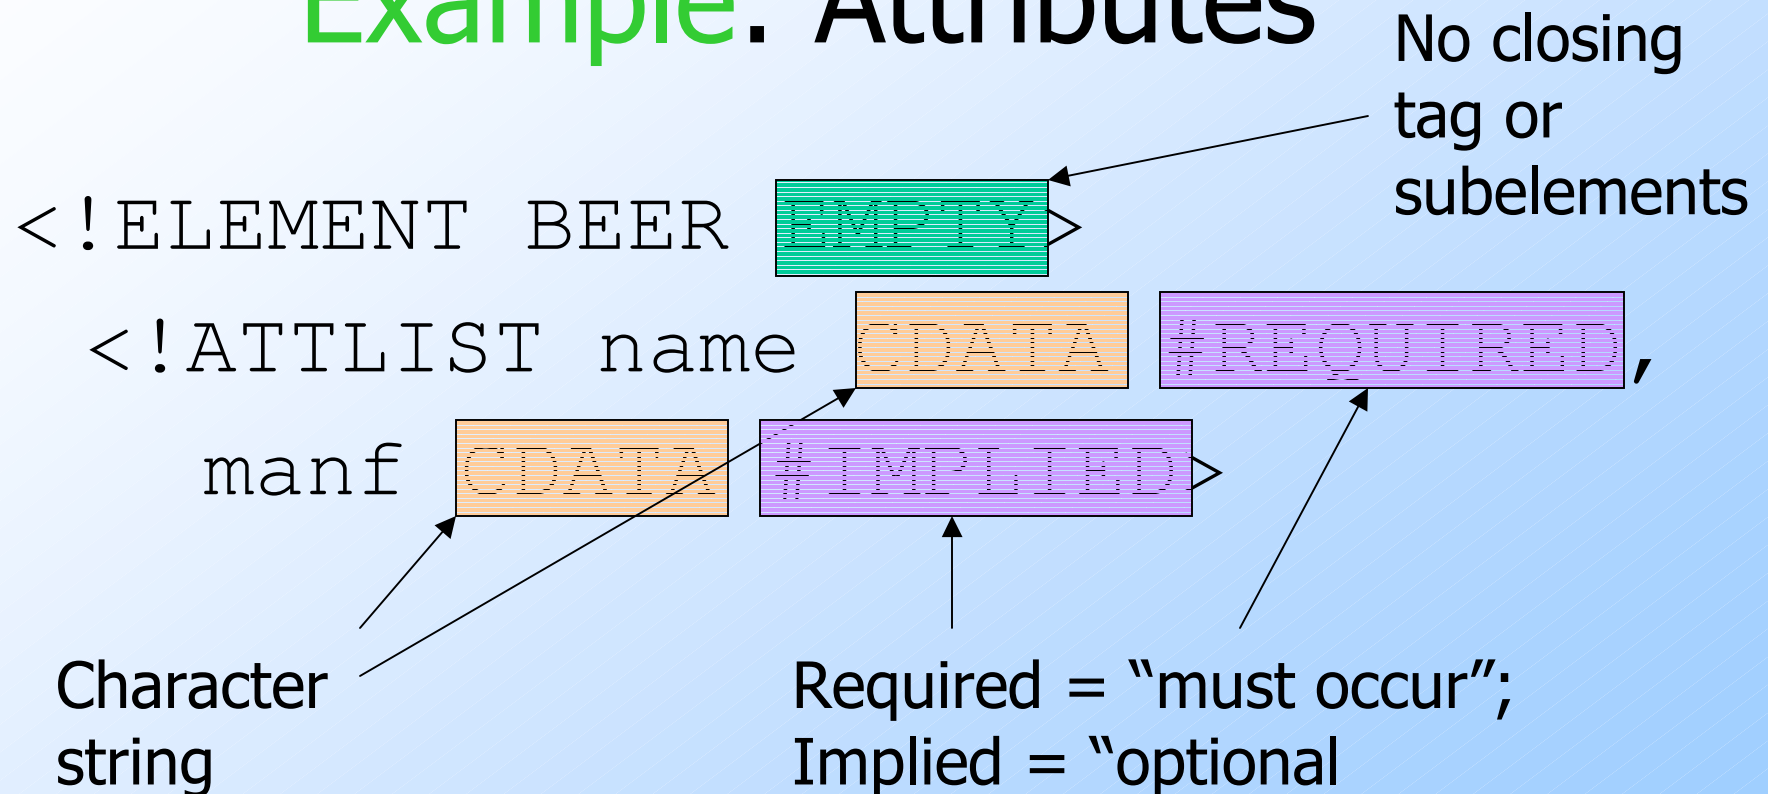 Example: Attributes
No closing
tag or
subelements
<!ELEMENT BEER EMPTY>
<!ATTLIST name CDATA #REQUIRED,
manf CDATA #IMPLIED>
Character
string
Required = “must occur”;
Implied = “optional